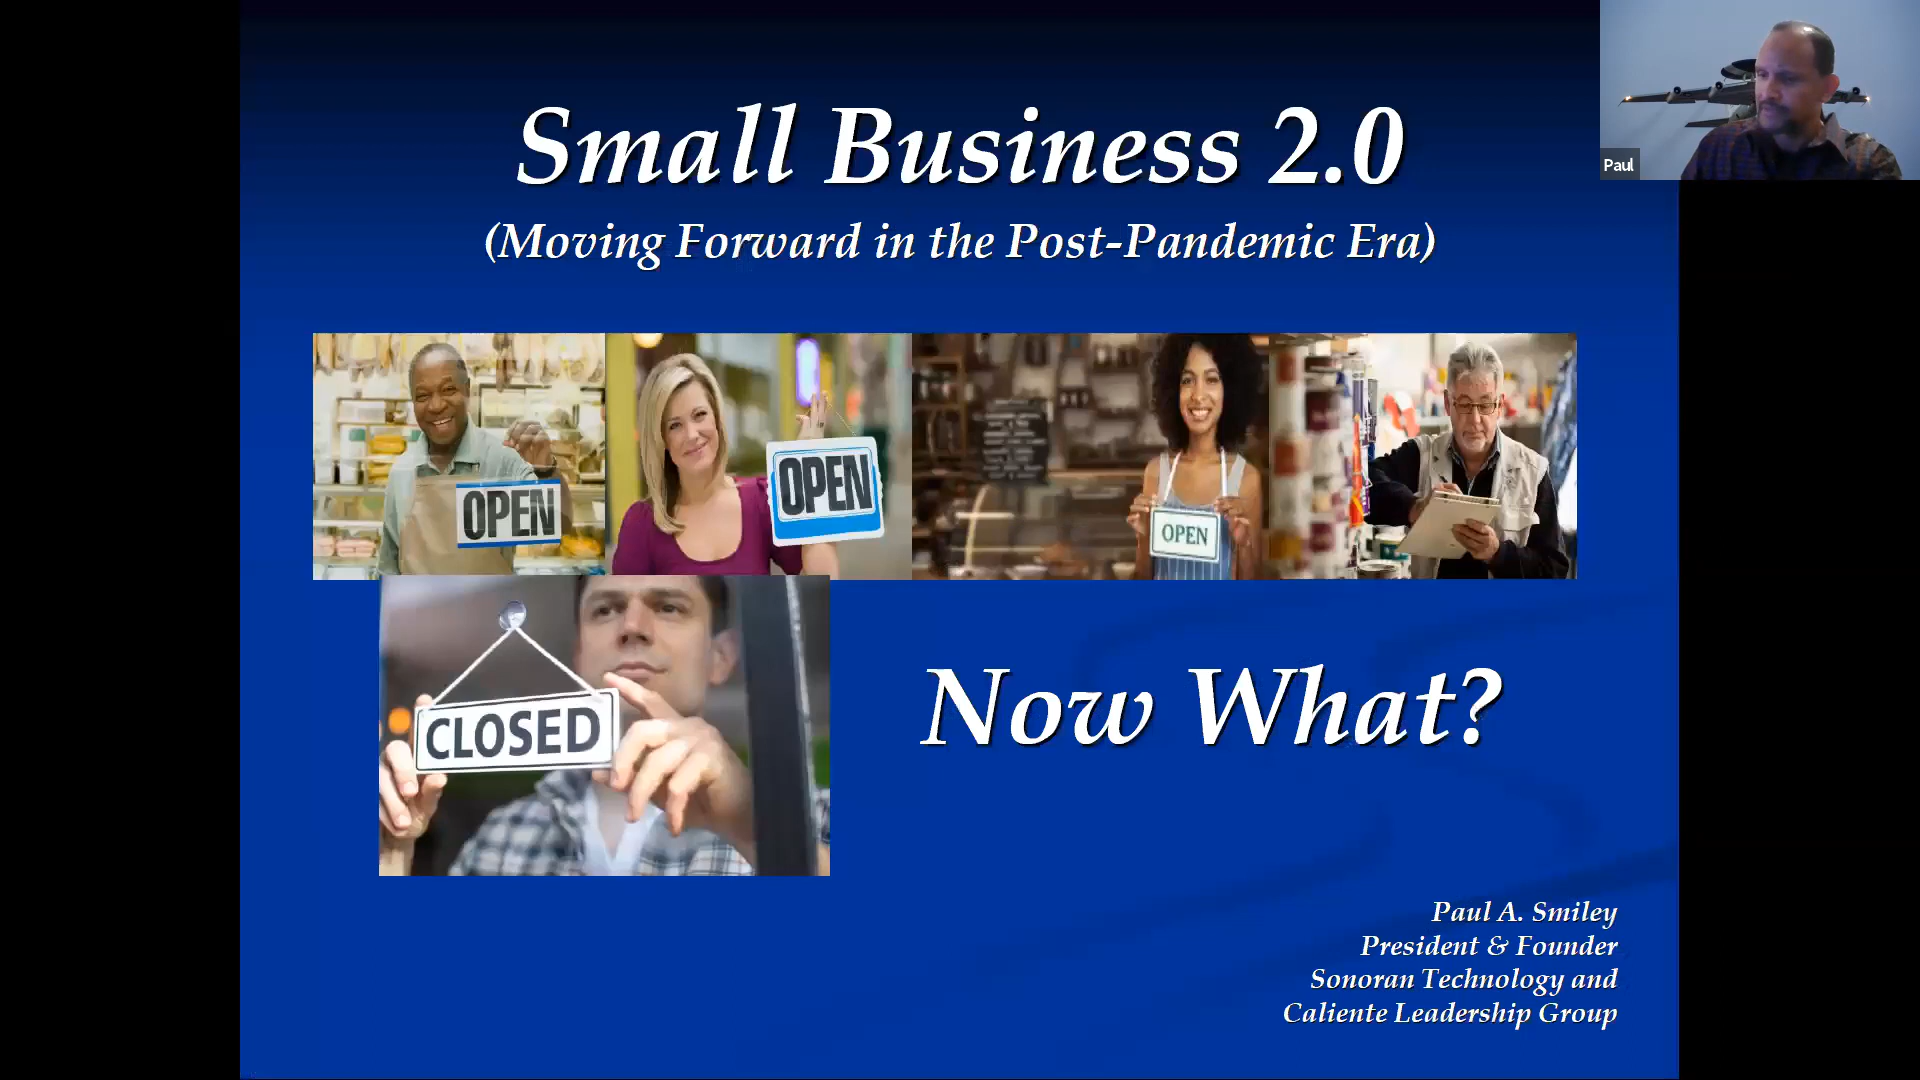 Small Business 2.0
(Moving Forward in the Post-Pandemic Era)
Paul
OPEN
OPEN
OPEN
CLOSED
Now What?
Paul A. Smiley
President & Founder
Sonoran Technology and
Caliente Leadership Group